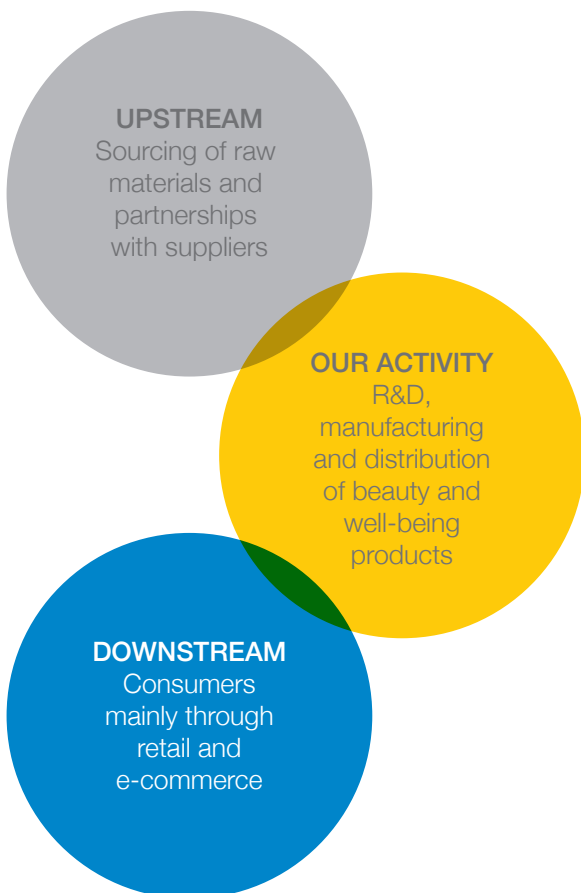 UPSTREAM
Sourcing of raw
materials and
partnerships
with suppliers
OUR ACTIVITY
R&D,
manufacturing
and distribution
of beauty and
well-being
products
DOWNSTREAM
Consumers
mainly through
retail and
e-commerce